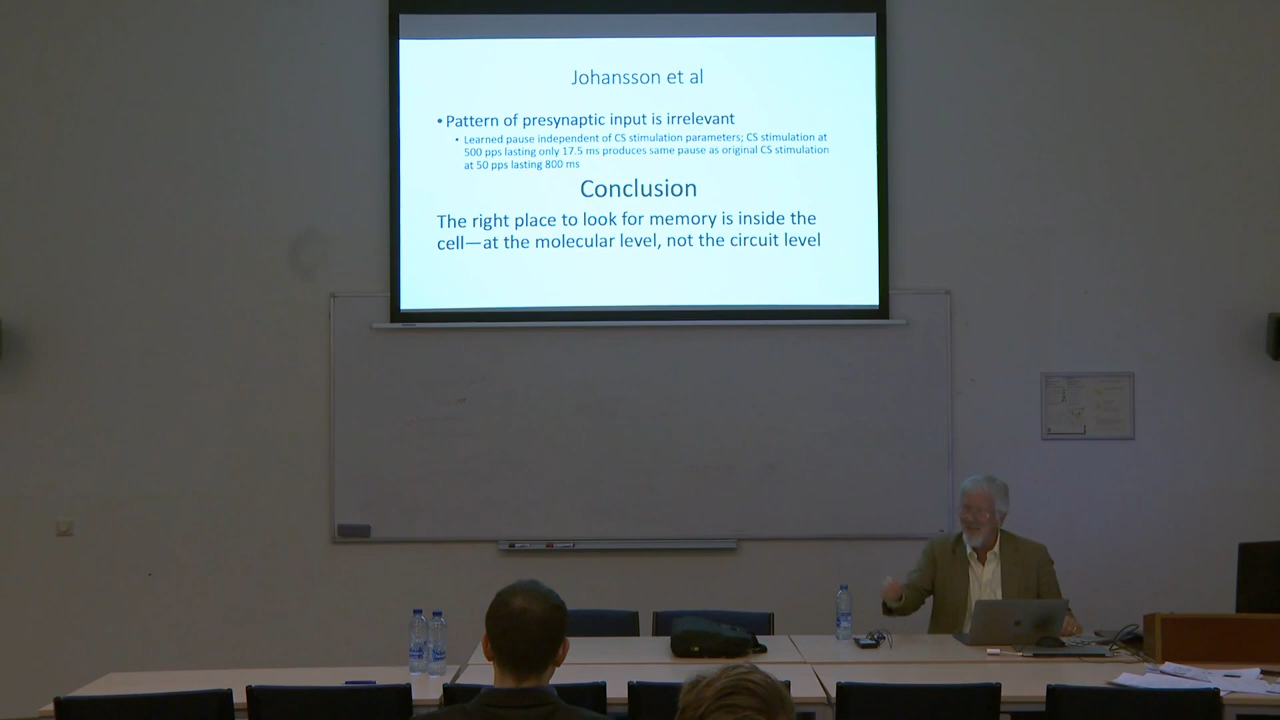 Johansson et al
• Pattern of presynaptic input is irrelevant
• Learned pause independent of CS stimulation parameters; CS stimulation at
500 pps lasting only 17.5 ms produces same pause as original CS stimulation
at 50 pps lasting 800 ms
Conclusion
The right place to look for memory is inside the
cell—at the molecular level, not the circuit level